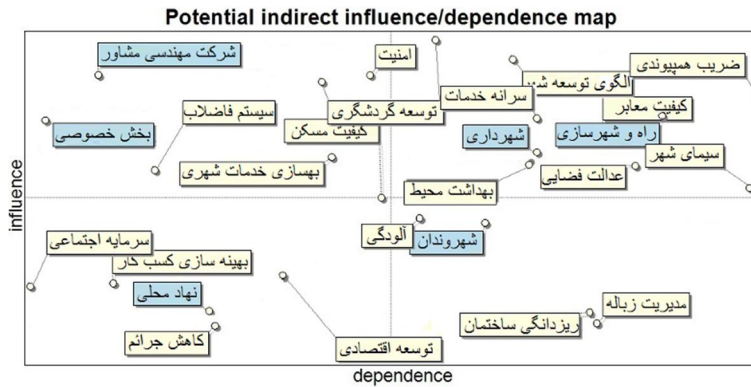 Potential indirect influence/dependence map
شرکت مهندسی مشاور
امنیت
ضریب همپیوندی
الگوی توسعه شهر
سرانه خدمات
کیفیت معابر
توسعه گردشگری
سیستم فاضلاب
بخش خصوصی
کیفیت مسکن
شهرداری
راه و شهرسازی
سیمای شهر
بهسازی خدمات شهری
عدالت فضایی
بهداشت محیط
influence
آلودگی
شهروندان
سرمایه اجتماعی
بهینه سازی کسب کار
نهاد محلی
مدیریت زباله
ریزدانگی ساختمان
کاهش جرائم
توسعه اقتصادی
dependence